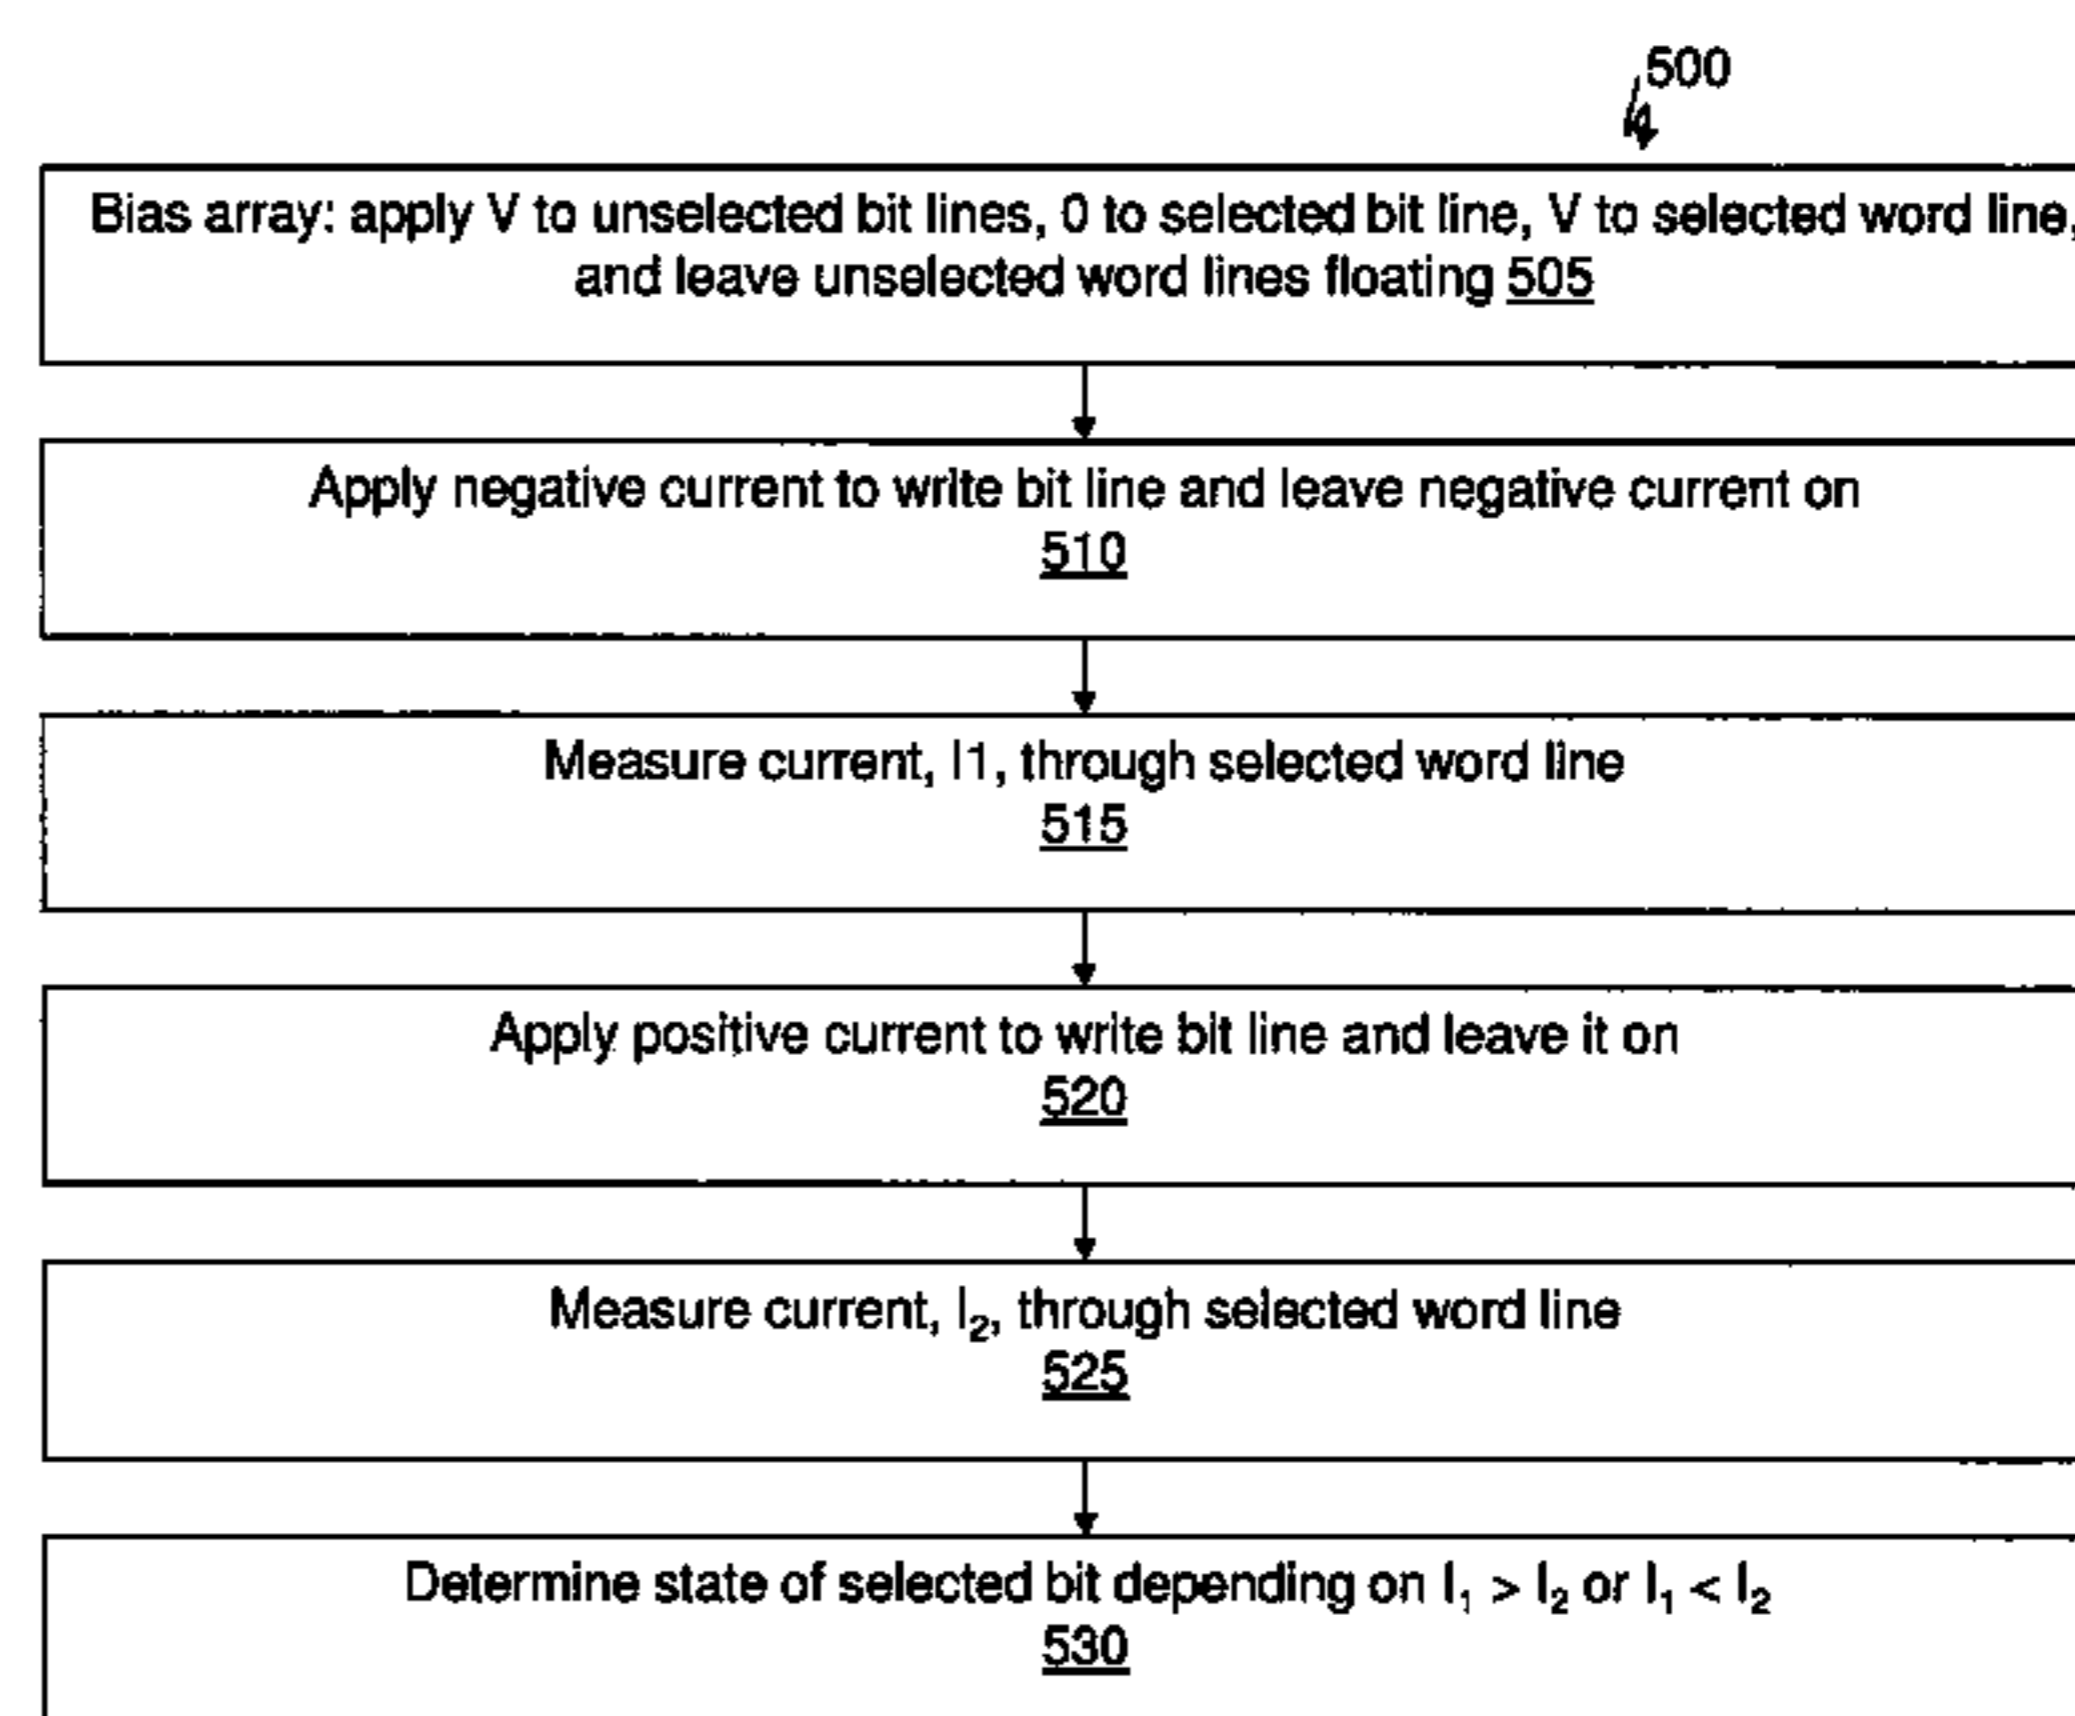 500
Bias array: apply V to unselected bit lines, 0 to selected bit line, V to selected word line,
and leave unselected word lines floating 505
Apply negative current to write bit line and leave negative current on
510
Measure current, I1, through selected word line
515
Apply positive current to write bit line and leave it on
520
Measure current, I₂, through selected word line
525
Determine state of selected bit depending on I₁ > I₂ or I₁ < I₂
530